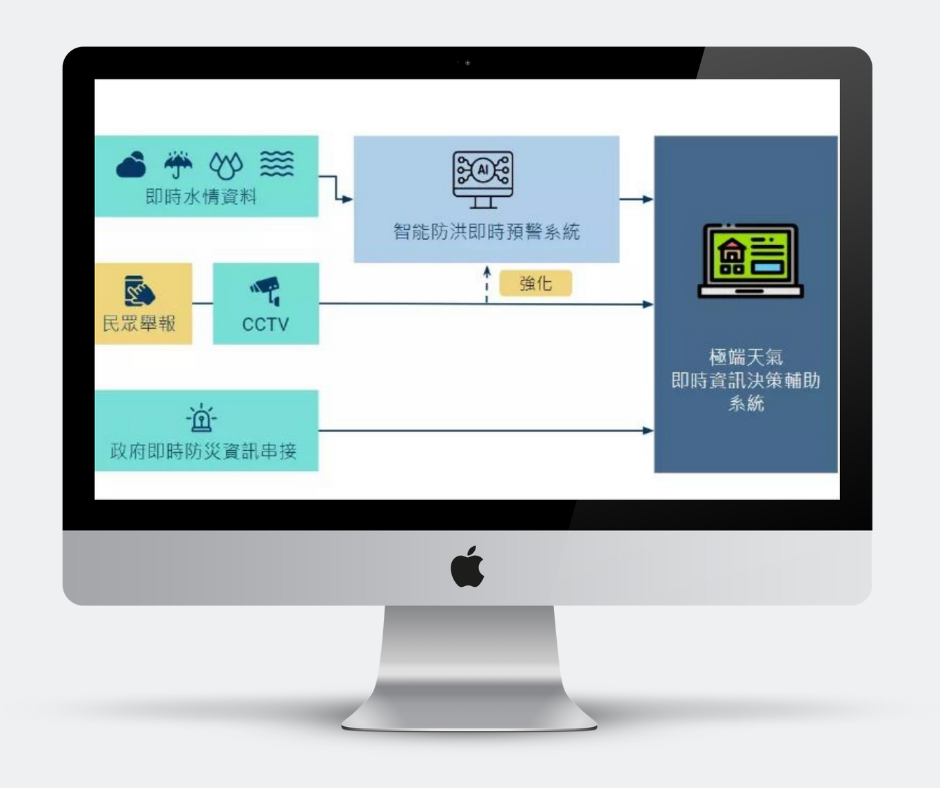 即時水情資料
AI
智能防洪即時預警系統
強化
民眾舉報
CCTV
極端天氣
即時資訊決策輔助
系統
政府即時防災資訊串接